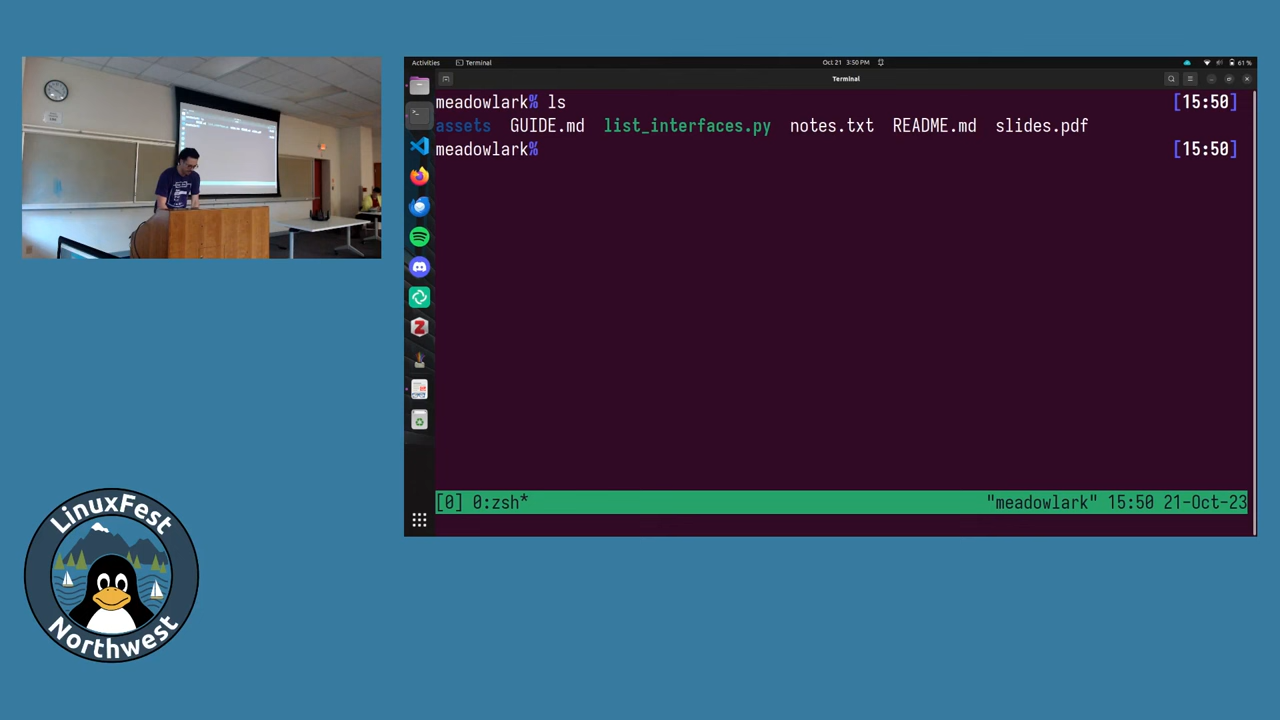 Activities
Terminal
Oct 21 3:50 PM
61 %
Terminal
meadowlark% ls [15:50]
assets GUIDE.md list_interfaces.py notes.txt README.md slides.pdf
meadowlark% [15:50]
[0] 0:zsh* "meadowlark" 15:50 21-Oct-23
LinuxFest
Northwest